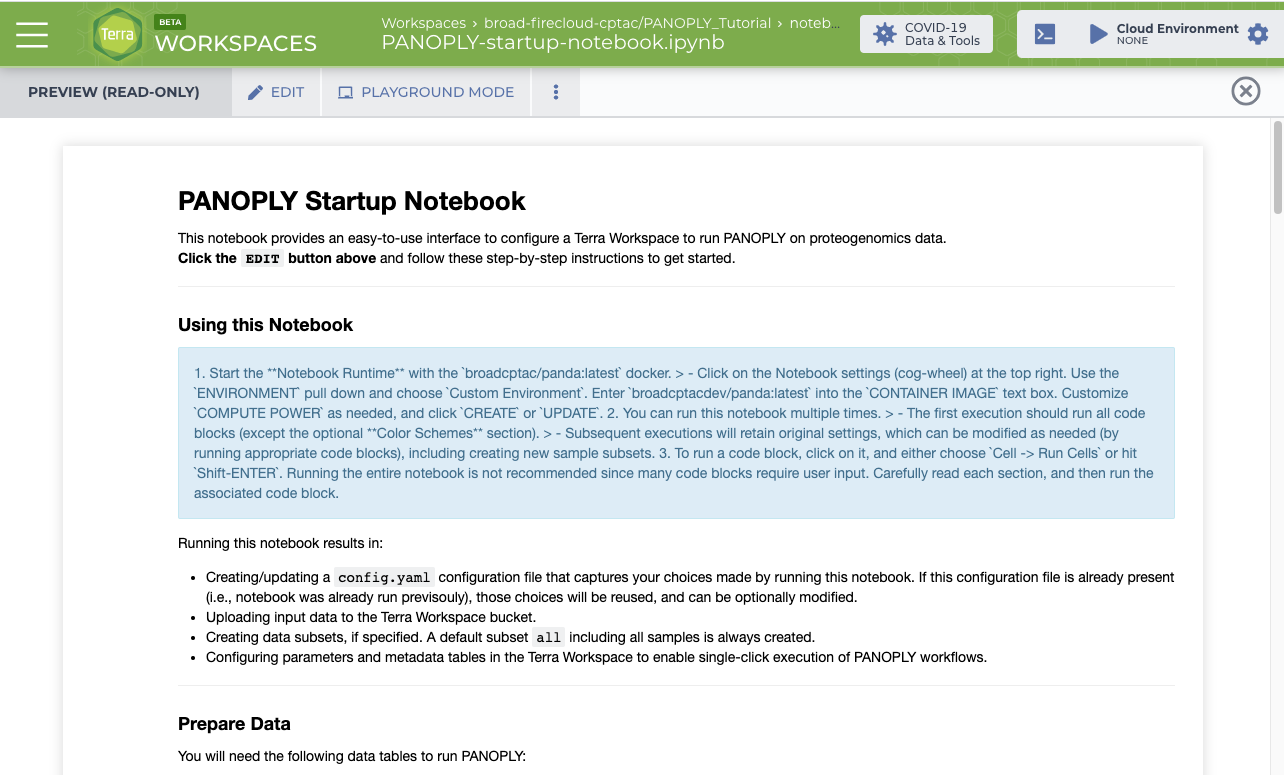 Terra
BETA
WORKSPACES
Workspaces › broad-firecloud-cptac/PANOPLY_Tutorial › noteb...
PANOPLY-startup-notebook.ipynb
COVID-19
Data & Tools
Cloud Environment
NONE
PREVIEW (READ-ONLY)
EDIT
PLAYGROUND MODE
PANOPLY Startup Notebook
This notebook provides an easy-to-use interface to configure a Terra Workspace to run PANOPLY on proteogenomics data.
Click the EDIT button above and follow these step-by-step instructions to get started.
Using this Notebook
1. Start the **Notebook Runtime** with the `broadcptac/panda:latest` docker. > - Click on the Notebook settings (cog-wheel) at the top right. Use the
`ENVIRONMENT` pull down and choose `Custom Environment`. Enter `broadcptacdev/panda:latest` into the `CONTAINER IMAGE` text box. Customize
`COMPUTE POWER` as needed, and click `CREATE` or `UPDATE`. 2. You can run this notebook multiple times. > - The first execution should run all code
blocks (except the optional **Color Schemes** section). > - Subsequent executions will retain original settings, which can be modified as needed (by
running appropriate code blocks), including creating new sample subsets. 3. To run a code block, click on it, and either choose `Cell -> Run Cells` or hit
`Shift-ENTER`. Running the entire notebook is not recommended since many code blocks require user input. Carefully read each section, and then run the
associated code block.
Running this notebook results in:
• Creating/updating a config.yaml configuration file that captures your choices made by running this notebook. If this configuration file is already present
(i.e., notebook was already run previsouly), those choices will be reused, and can be optionally modified.
• Uploading input data to the Terra Workspace bucket.
• Creating data subsets, if specified. A default subset all including all samples is always created.
• Configuring parameters and metadata tables in the Terra Workspace to enable single-click execution of PANOPLY workflows.
Prepare Data
You will need the following data tables to run PANOPLY: